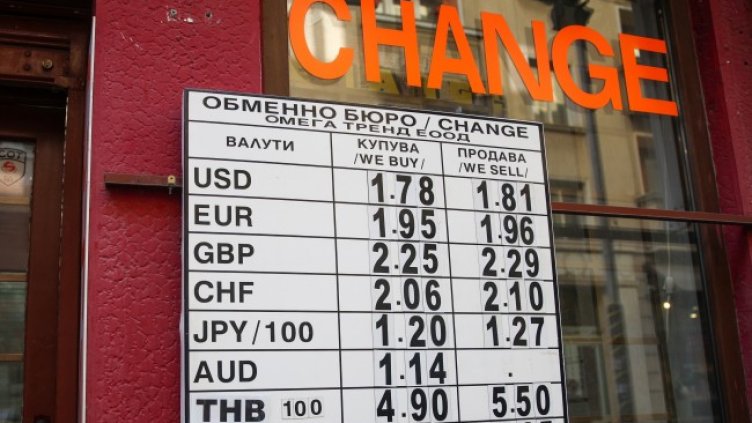 CHANGE
ОБМЕННО БЮРО / CHANGE
ОМЕГА ТРЕНД ЕООД
ВАЛУТИ КУПУВА /WE BUY/ ПРОДАВА /WE SELL/
USD 1.78 1.81
EUR 1.95 1.96
GBP 2.25 2.29
CHF 2.06 2.10
JPY/100 1.20 1.27
AUD 1.14 .
THB 100 4.90 5.50